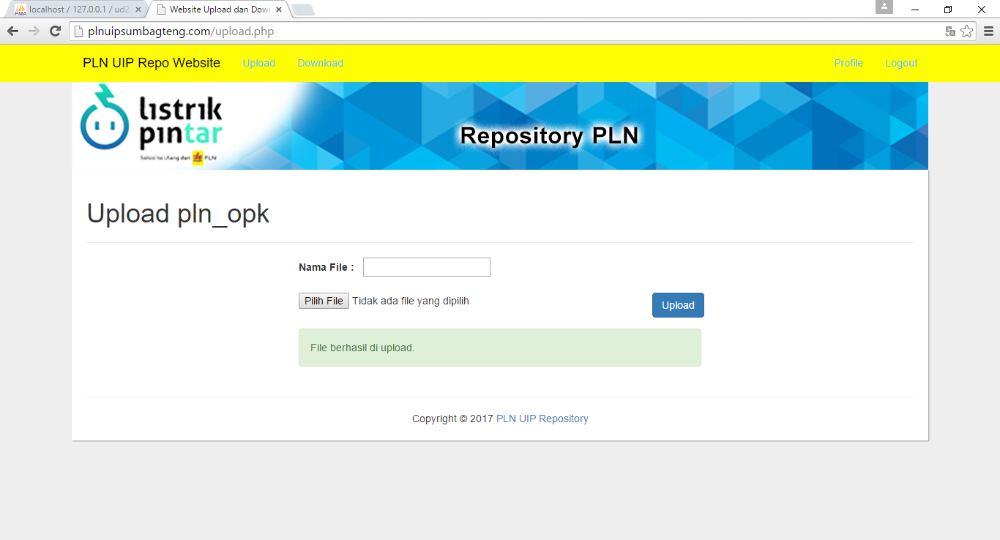 localhost / 127.0.0.1 / ud2
Website Upload dan Dow
plnuipsumbagteng.com/upload.php
PLN UIP Repo Website Upload Download Profile Logout
listrik
pintar
Solusi Isi Ulang dari PLN
Repository PLN
Upload pln_opk
Nama File :
Pilih File Tidak ada file yang dipilih
Upload
File berhasil di upload.
Copyright © 2017 PLN UIP Repository